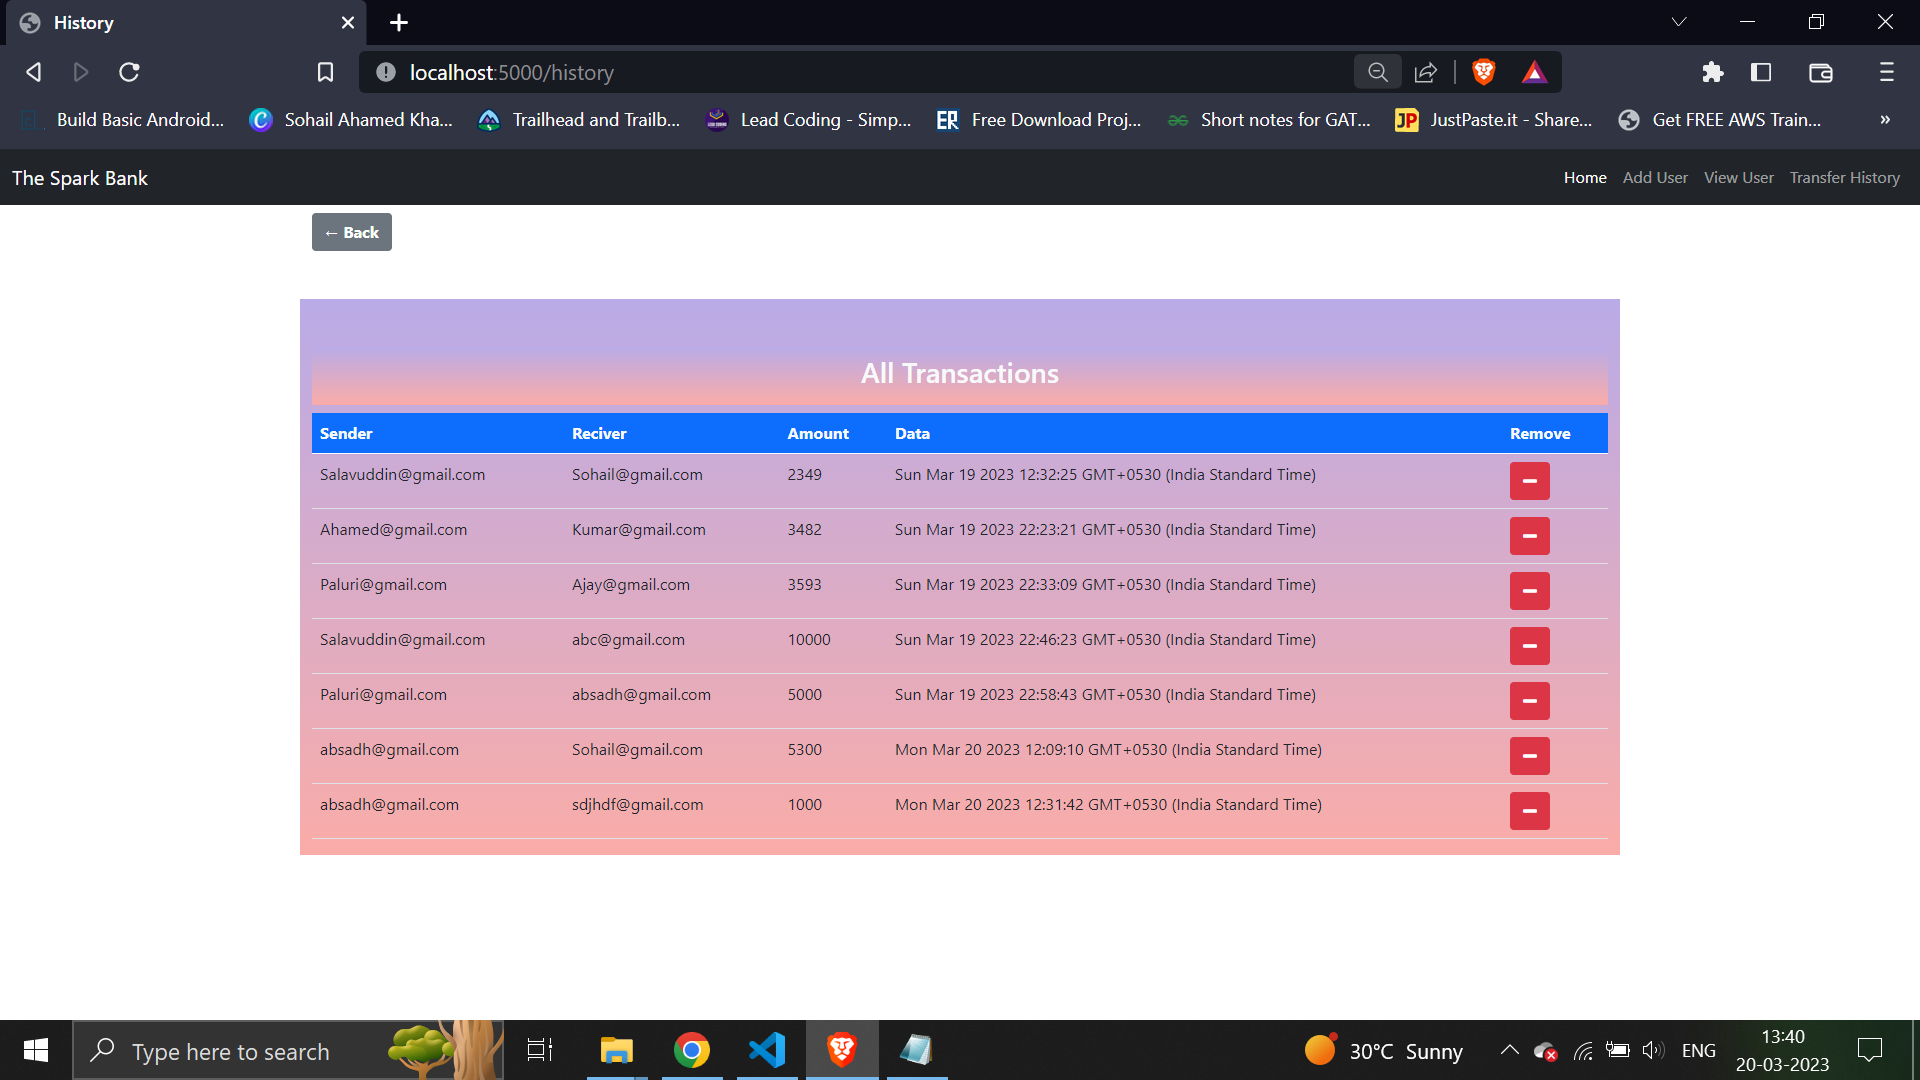 History
localhost:5000/history
Build Basic Android... Sohail Ahamed Kha... Trailhead and Trailb... Lead Coding - Simp... ER Free Download Proj... Short notes for GAT... JP JustPaste.it - Share... Get FREE AWS Train... »
The Spark Bank Home Add User View User Transfer History
← Back
All Transactions
Sender Reciver Amount Data Remove
Salavuddin@gmail.com Sohail@gmail.com 2349 Sun Mar 19 2023 12:32:25 GMT+0530 (India Standard Time)
Ahamed@gmail.com Kumar@gmail.com 3482 Sun Mar 19 2023 22:23:21 GMT+0530 (India Standard Time)
Paluri@gmail.com Ajay@gmail.com 3593 Sun Mar 19 2023 22:33:09 GMT+0530 (India Standard Time)
Salavuddin@gmail.com abc@gmail.com 10000 Sun Mar 19 2023 22:46:23 GMT+0530 (India Standard Time)
Paluri@gmail.com absadh@gmail.com 5000 Sun Mar 19 2023 22:58:43 GMT+0530 (India Standard Time)
absadh@gmail.com Sohail@gmail.com 5300 Mon Mar 20 2023 12:09:10 GMT+0530 (India Standard Time)
absadh@gmail.com sdjhdf@gmail.com 1000 Mon Mar 20 2023 12:31:42 GMT+0530 (India Standard Time)
Type here to search 30°C Sunny ENG 13:40
20-03-2023